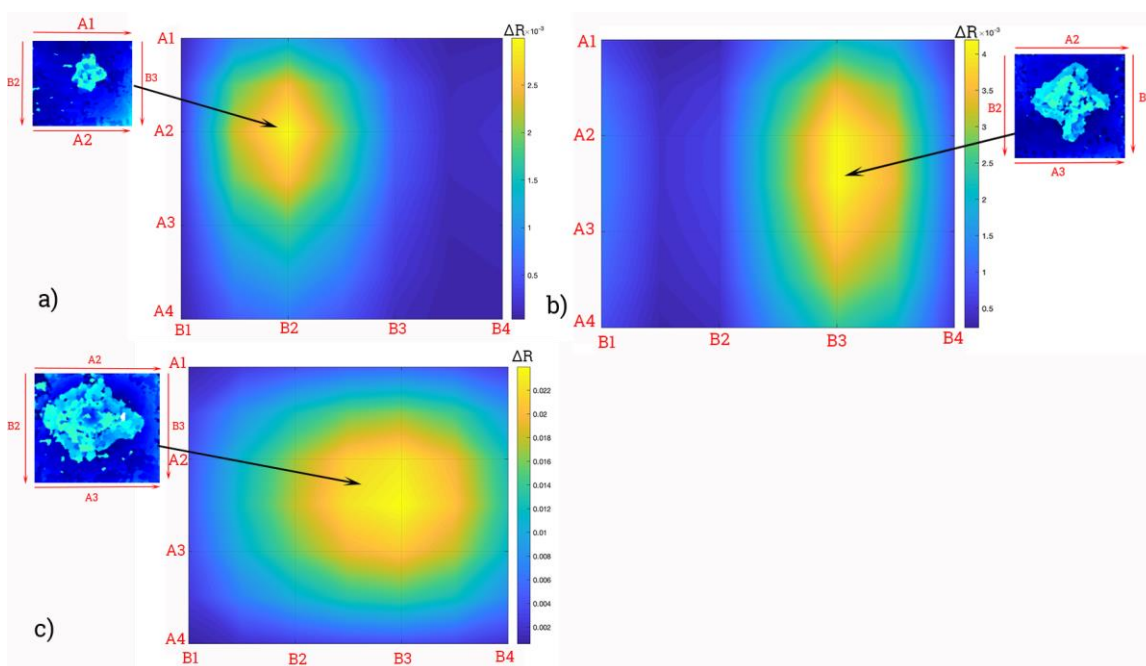 A1
B2
B3
A2
a)
A1
A2
A3
A4
B1
B2
B3
B4
ΔR ×10⁻³
2.5
2
1.5
1
0.5
b)
A1
A2
A3
A4
B1
B2
B3
B4
ΔR ×10⁻³
4
3.5
3
2.5
2
1.5
1
0.5
A2
B2
B
A3
A2
B2
B3
A3
c)
A1
A2
A3
A4
B1
B2
B3
B4
ΔR
0.022
0.02
0.018
0.016
0.014
0.012
0.01
0.008
0.006
0.004
0.002